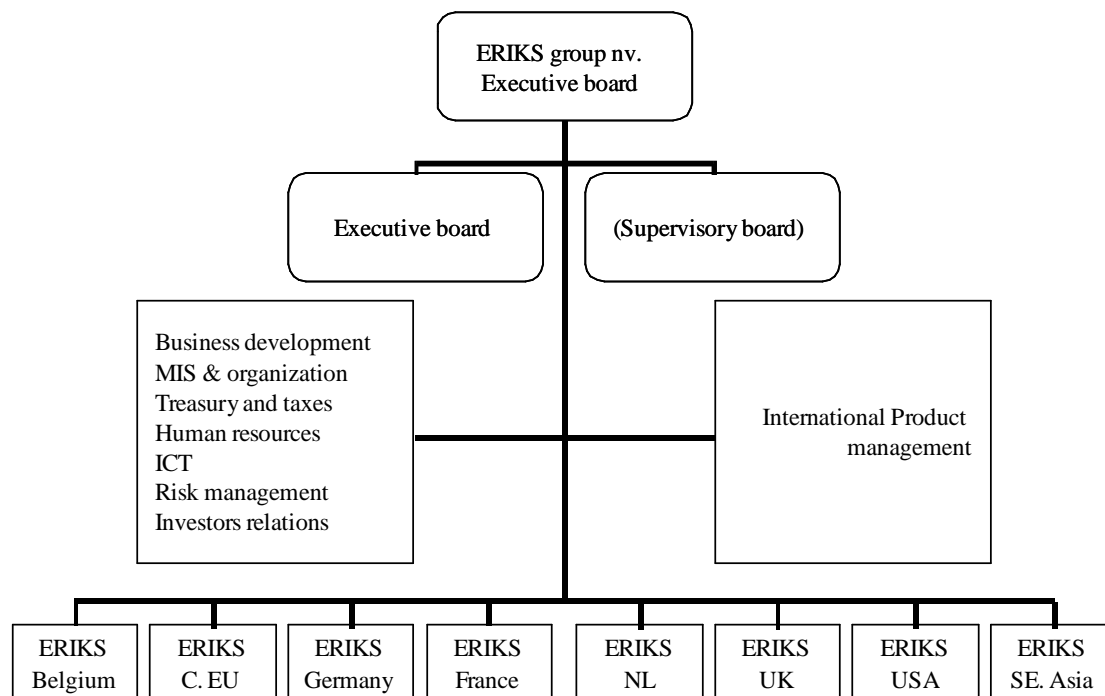 ERIKS group nv.
Executive board
Executive board
(Supervisory board)
Business development
MIS & organization
Treasury and taxes
Human resources
ICT
Risk management
Investors relations
International Product
management
ERIKS
Belgium
ERIKS
C. EU
ERIKS
Germany
ERIKS
France
ERIKS
NL
ERIKS
UK
ERIKS
USA
ERIKS
SE. Asia